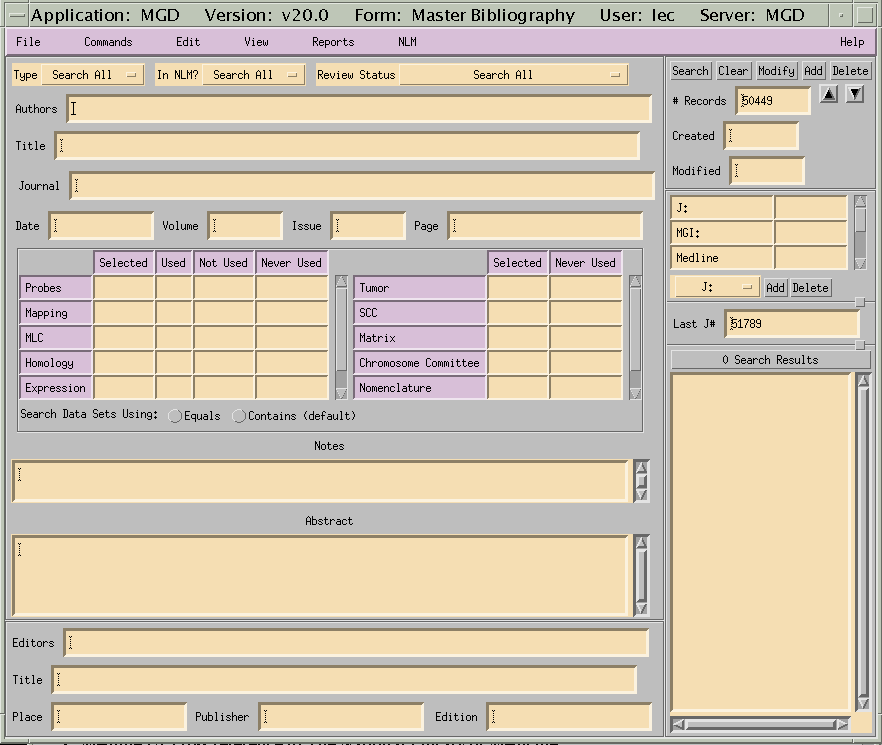 Application: MGD Version: v20.0 Form: Master Bibliography User: lec Server: MGD
File Commands Edit View Reports NLM Help
Type Search All In NLM? Search All Review Status Search All
Search Clear Modify Add Delete
Authors
# Records 50449
Title
Created
Journal
Modified
Date Volume Issue Page
J:
MGI:
Medline
Selected Used Not Used Never Used
Selected Never Used
Probes
Tumor
Mapping
SCC
MLC
Matrix
Homology
Chromosome Committee
Expression
Nomenclature
J: Add Delete
Last J# 51789
0 Search Results
Search Data Sets Using: Equals Contains (default)
Notes
Abstract
Editors
Title
Place Publisher Edition